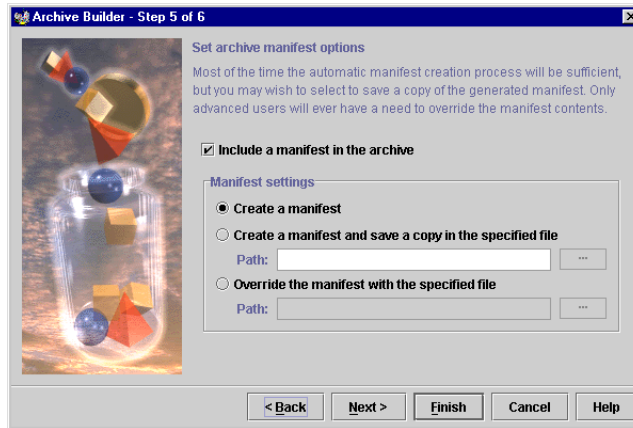 Archive Builder - Step 5 of 6
Set archive manifest options
Most of the time the automatic manifest creation process will be sufficient,
but you may wish to select to save a copy of the generated manifest. Only
advanced users will ever have a need to override the manifest contents.
Include a manifest in the archive
Manifest settings
Create a manifest
Create a manifest and save a copy in the specified file
Path: ...
Override the manifest with the specified file
Path: ...
< Back Next > Finish Cancel Help